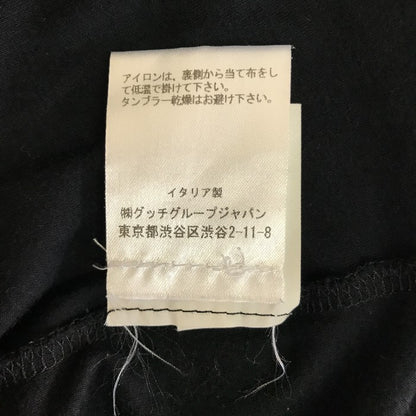 アイロンは、裏側から当て布をし
て低温で掛けて下さい。
タンブラー乾燥はお避け下さい。
イタリア製
㈱グッチグループジャパン
東京都渋谷区渋谷2-11-8